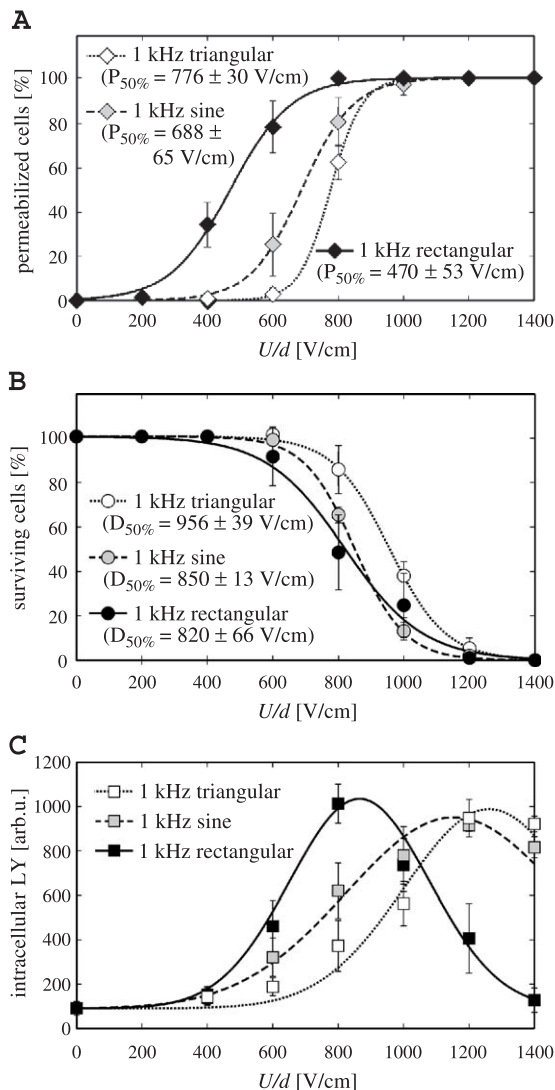 A
permeabilized cells [%]
100
80
60
40
20
0
1 kHz triangular
(P50% = 776 ± 30 V/cm)
1 kHz sine
(P50% = 688 ±
65 V/cm)
1 kHz rectangular
(P50% = 470 ± 53 V/cm)
0 200 400 600 800 1000 1200 1400
U/d [V/cm]
B
surviving cells [%]
100
80
60
40
20
0
1 kHz triangular
(D50% = 956 ± 39 V/cm)
1 kHz sine
(D50% = 850 ± 13 V/cm)
1 kHz rectangular
(D50% = 820 ± 66 V/cm)
0 200 400 600 800 1000 1200 1400
U/d [V/cm]
C
intracellular LY [arb.u.]
1200
1000
800
600
400
200
0
1 kHz triangular
1 kHz sine
1 kHz rectangular
0 200 400 600 800 1000 1200 1400
U/d [V/cm]